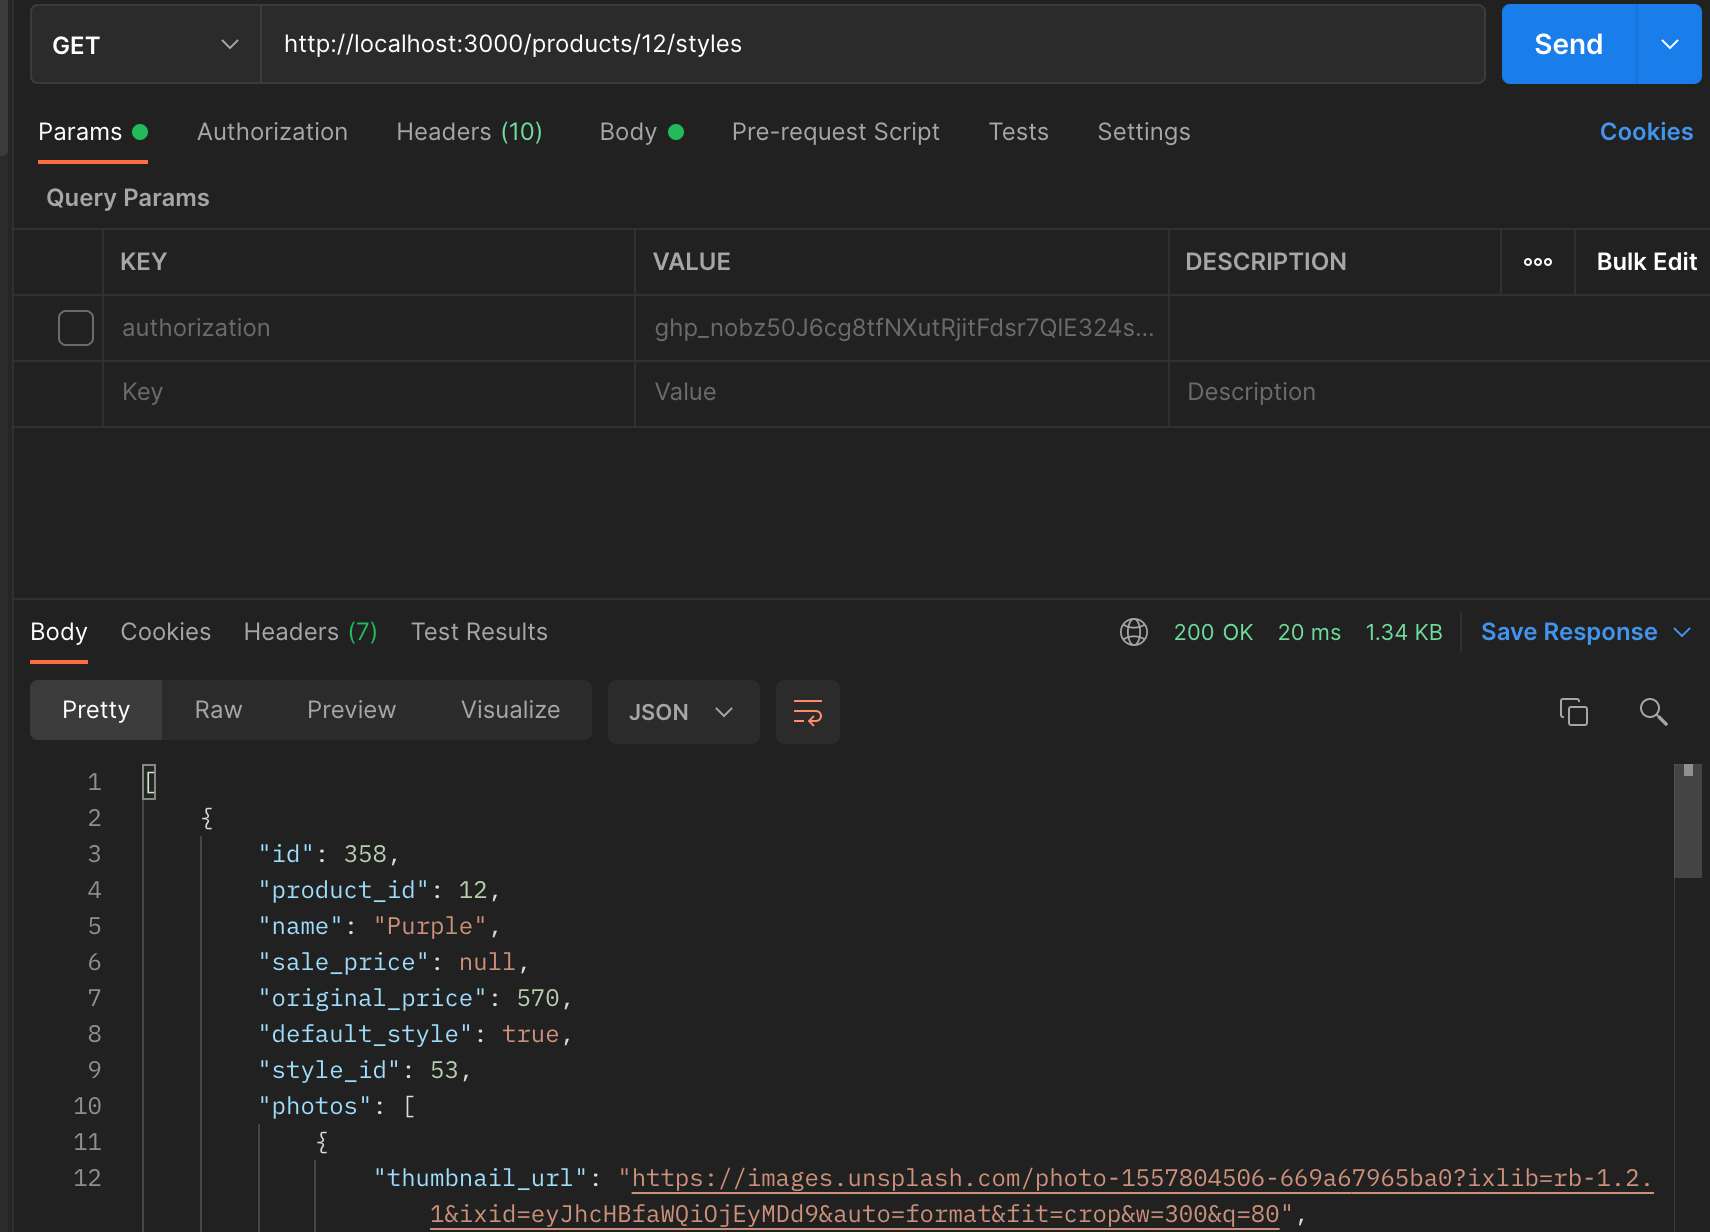 GET http://localhost:3000/products/12/styles Send
Params Authorization Headers (10) Body Pre-request Script Tests Settings Cookies
Query Params
KEY VALUE DESCRIPTION ooo Bulk Edit
authorization ghp_nobz50J6cg8tfNXutRjitFdsr7QIE324s...
Key Value Description
Body Cookies Headers (7) Test Results 200 OK 20 ms 1.34 KB Save Response
Pretty Raw Preview Visualize JSON
1 [
2 {
3 "id": 358,
4 "product_id": 12,
5 "name": "Purple",
6 "sale_price": null,
7 "original_price": 570,
8 "default_style": true,
9 "style_id": 53,
10 "photos": [
11 {
12 "thumbnail_url": "https://images.unsplash.com/photo-1557804506-669a67965ba0?ixlib=rb-1.2.
1&ixid=eyJhcHBfaWQiOjEyMDd9&auto=format&fit=crop&w=300&q=80",